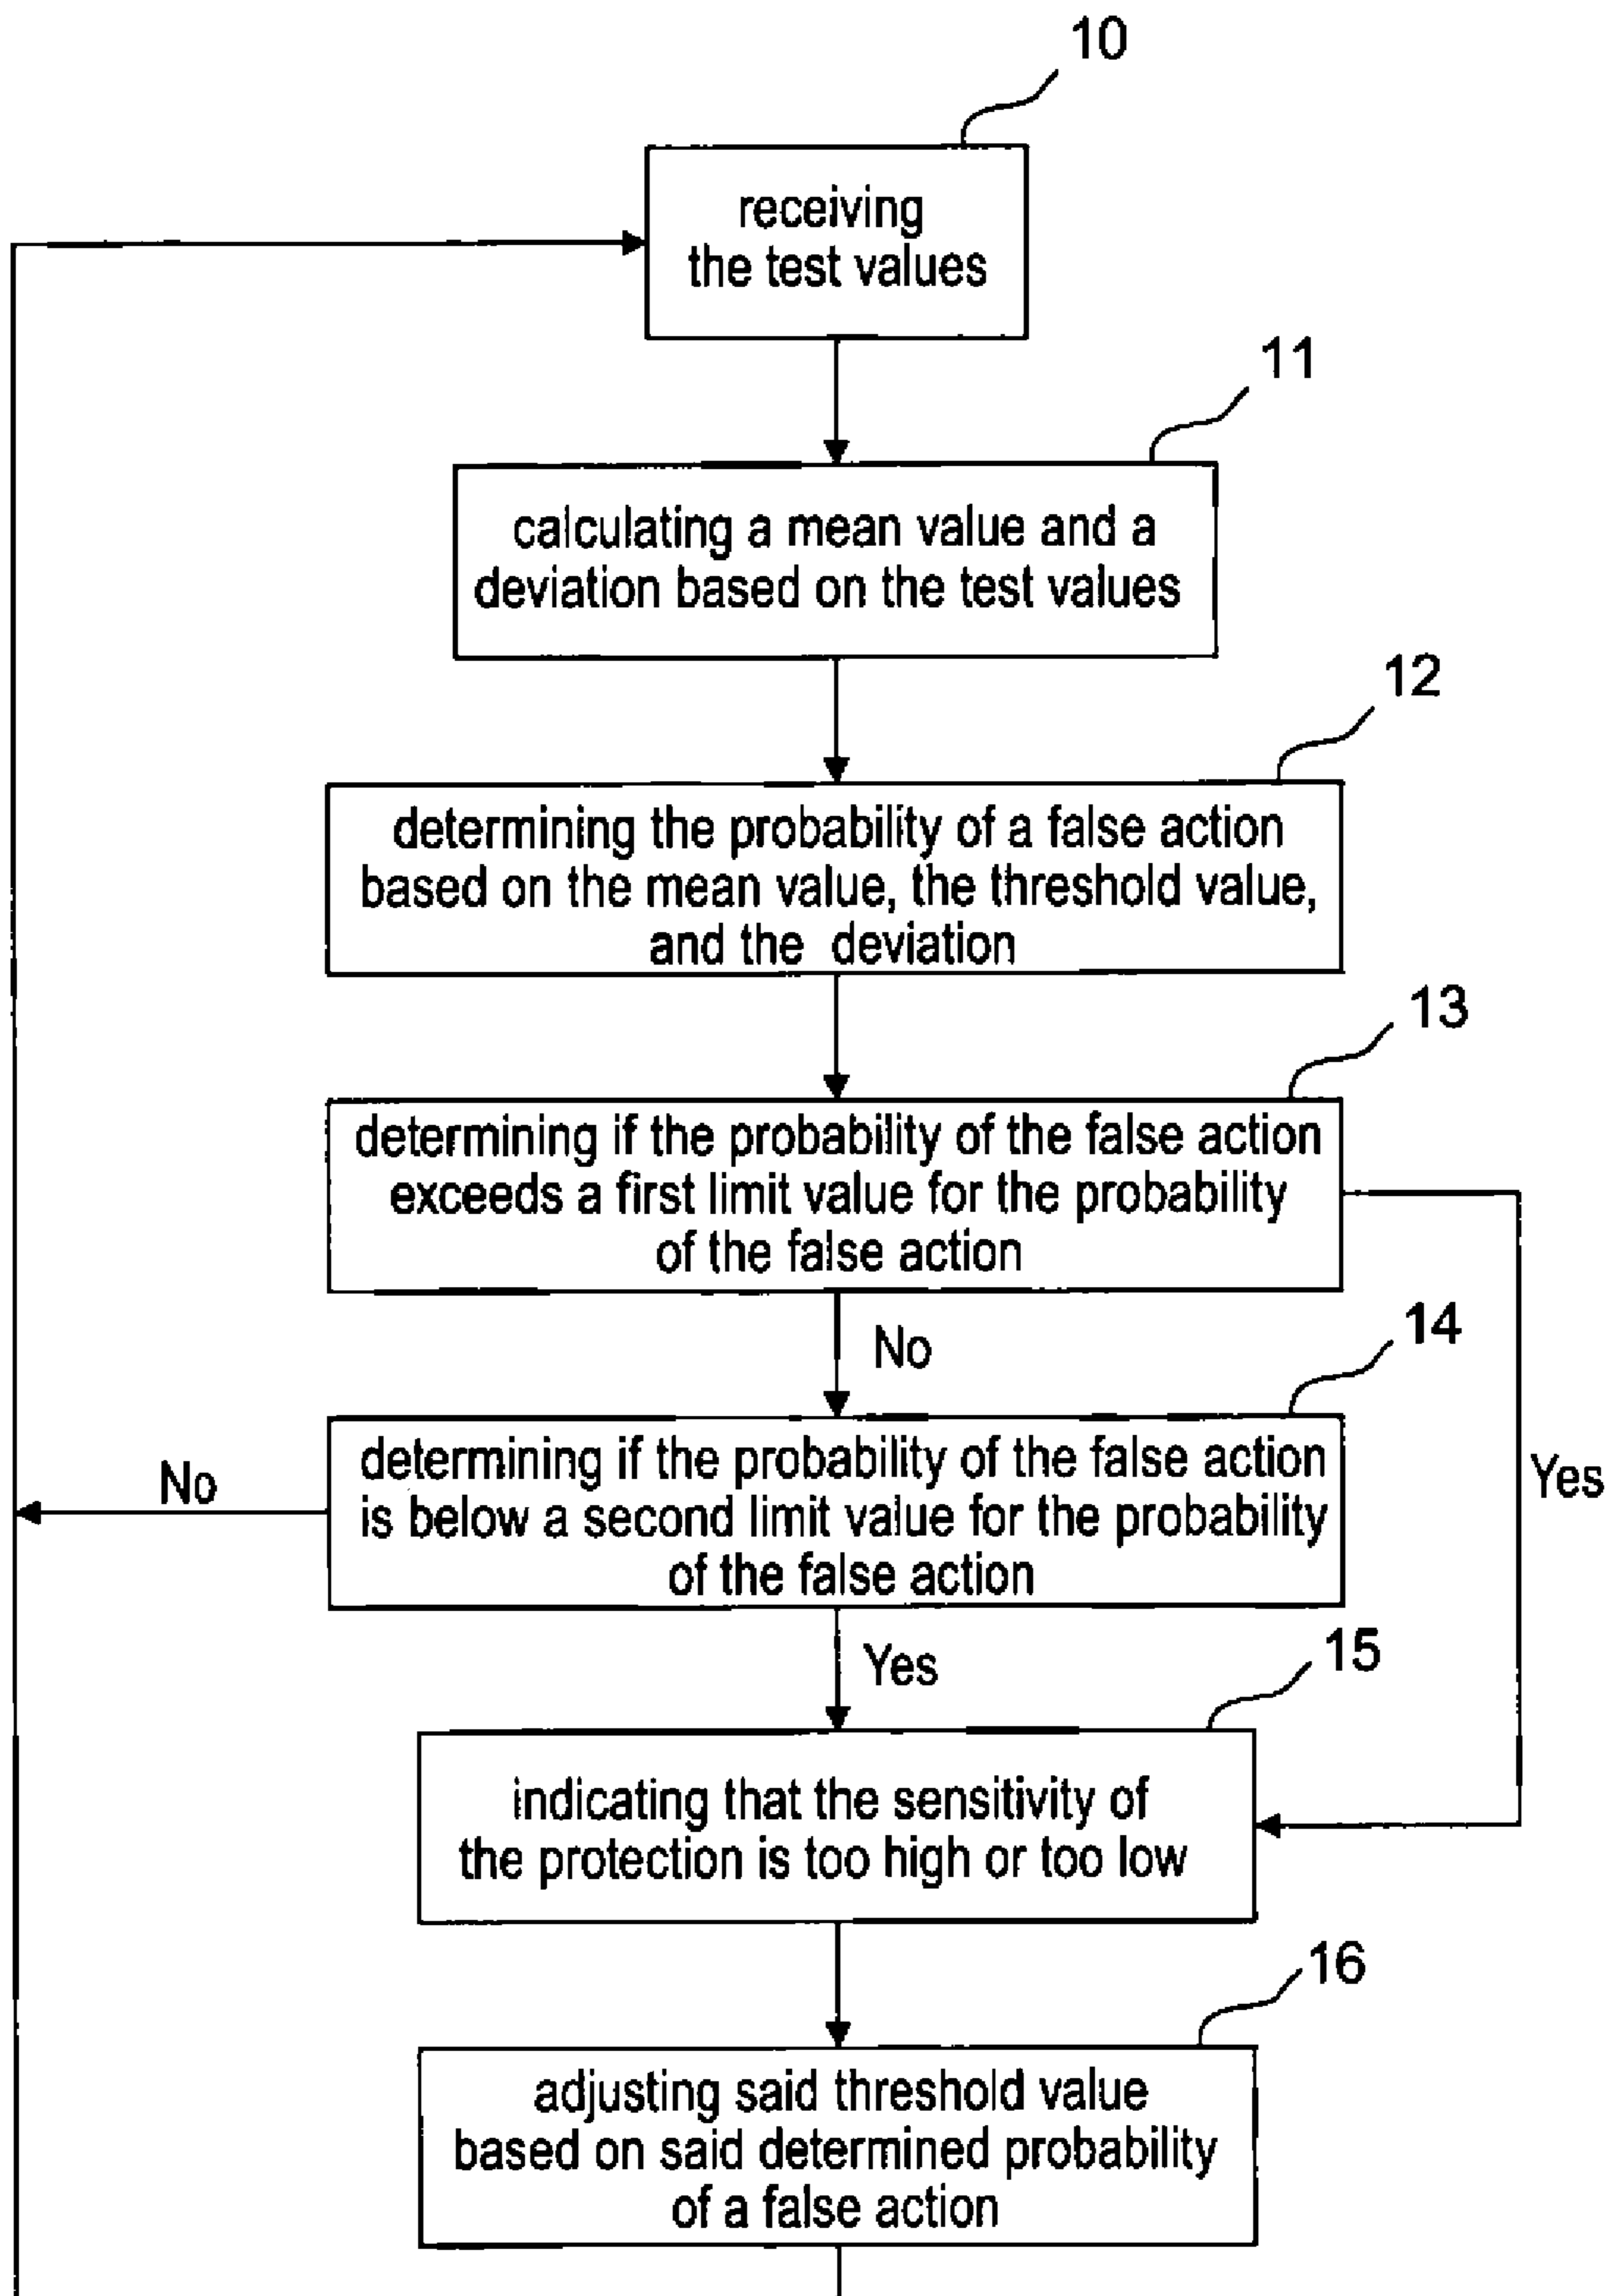 10
receiving
the test values
11
calculating a mean value and a
deviation based on the test values
12
determining the probability of a false action
based on the mean value, the threshold value,
and the deviation
13
determining if the probability of the false action
exceeds a first limit value for the probability
of the false action
No
14
determining if the probability of the false action
is below a second limit value for the probability
of the false action
No
Yes
Yes
15
indicating that the sensitivity of
the protection is too high or too low
16
adjusting said threshold value
based on said determined probability
of a false action